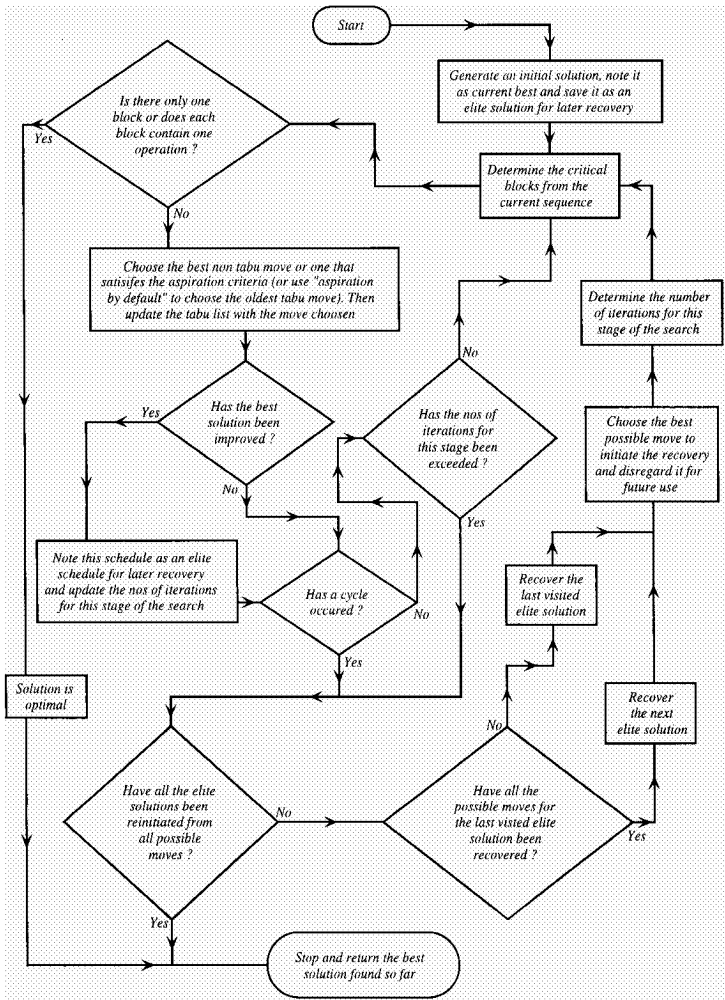 Start
Generate an initial solution, note it
as current best and save it as an
elite solution for later recovery
Is there only one
block or does each
block contain one
operation ?
Yes
No
Determine the critical
blocks from the
current sequence
Choose the best non tabu move or one that
satisifes the aspiration criteria (or use "aspiration
by default" to choose the oldest tabu move). Then
update the tabu list with the move choosen
Determine the number
of iterations for this
stage of the search
No
Has the best
solution been
improved ?
Yes
No
Has the nos of
iterations for
this stage been
exceeded ?
Yes
Choose the best
possible move to
initiate the recovery
and disregard it for
future use
Note this schedule as an elite
schedule for later recovery
and update the nos of iterations
for this stage of the search
Has a cycle
occured ?
No
Yes
Recover the
last visited
elite solution
Solution is
optimal
Recover
the next
elite solution
No
Have all the elite
solutions been
reinitiated from
all possible
moves ?
No
Have all the
possible moves for
the last visted elite
solution been
recovered ?
Yes
Yes
Stop and return the best
solution found so far